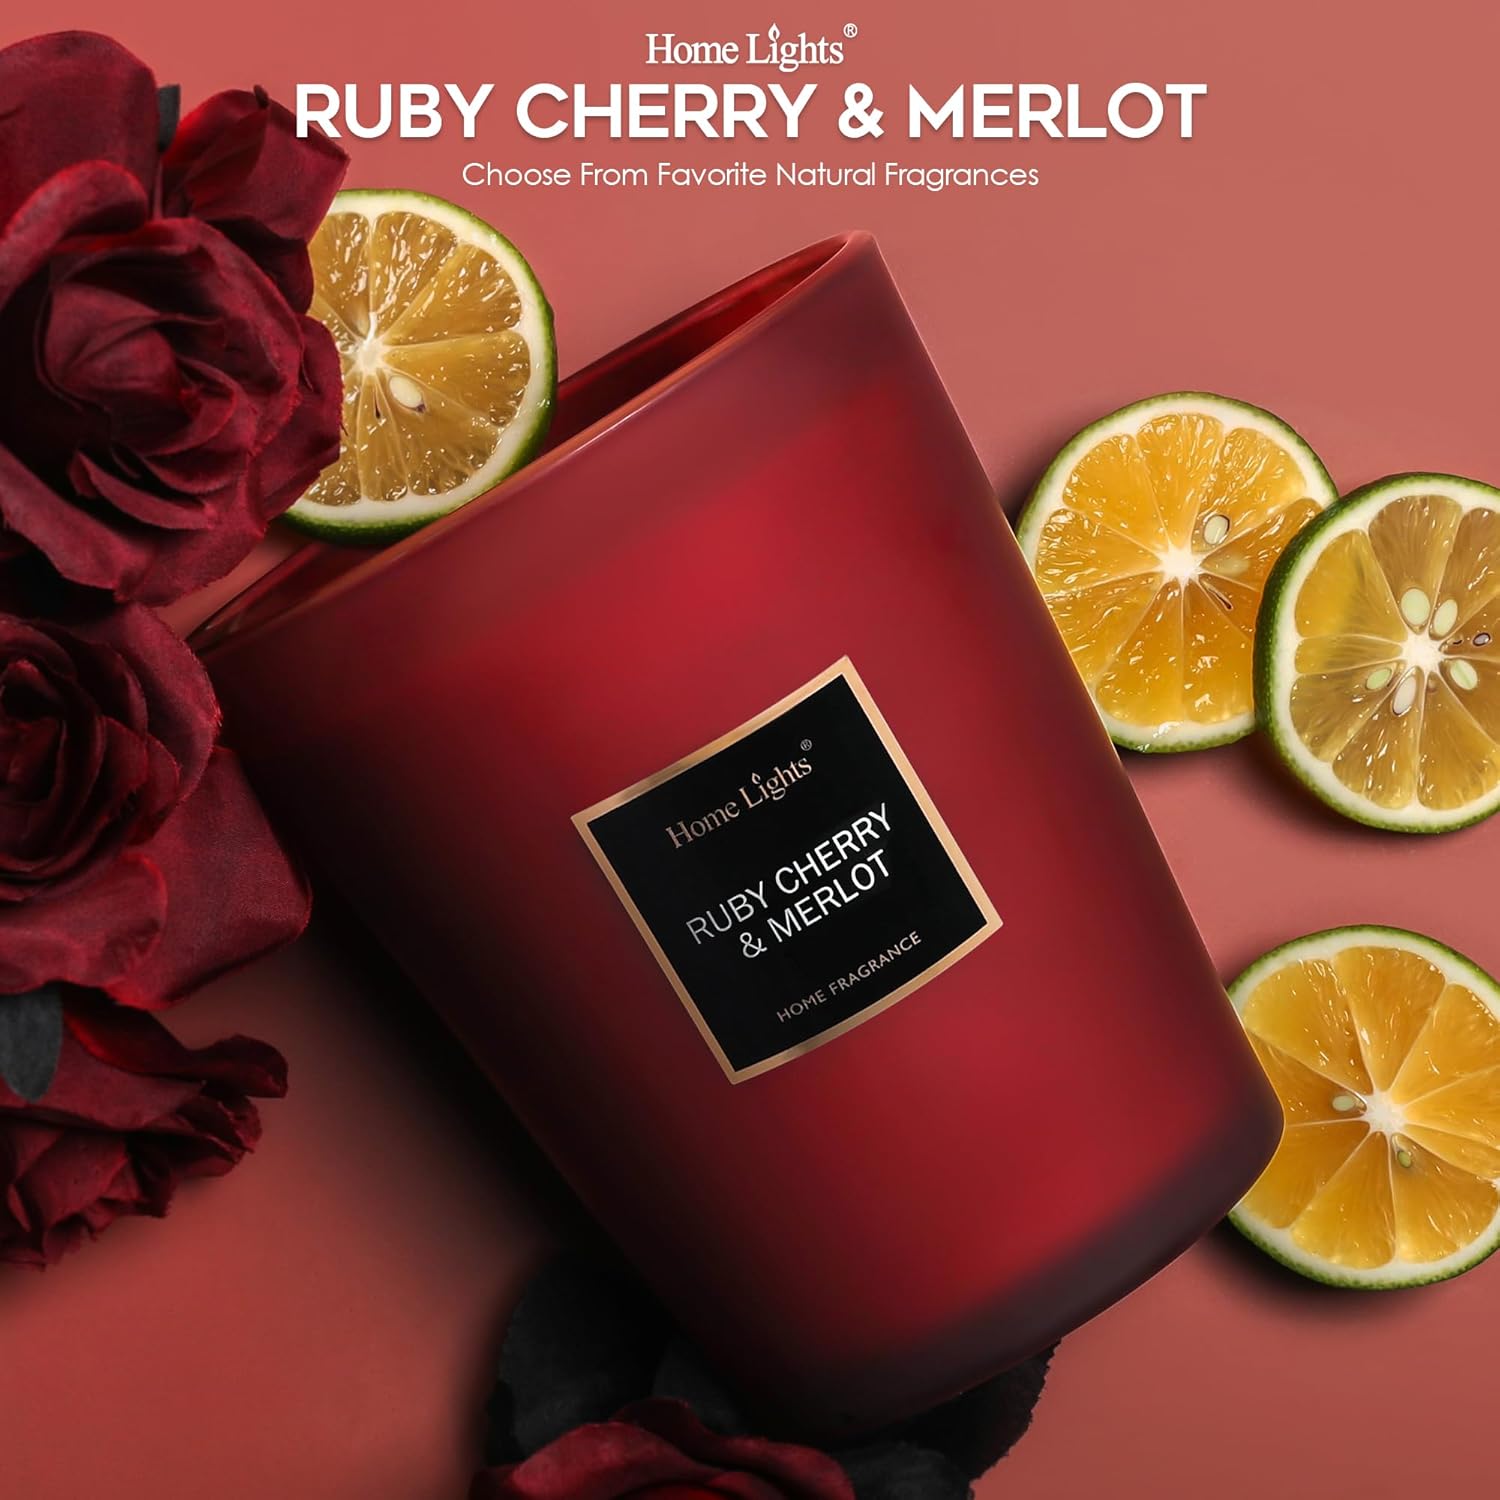 Home Lights®
RUBY CHERRY & MERLOT
Choose From Favorite Natural Fragrances
Home Lights®
RUBY CHERRY
& MERLOT
HOME FRAGRANCE